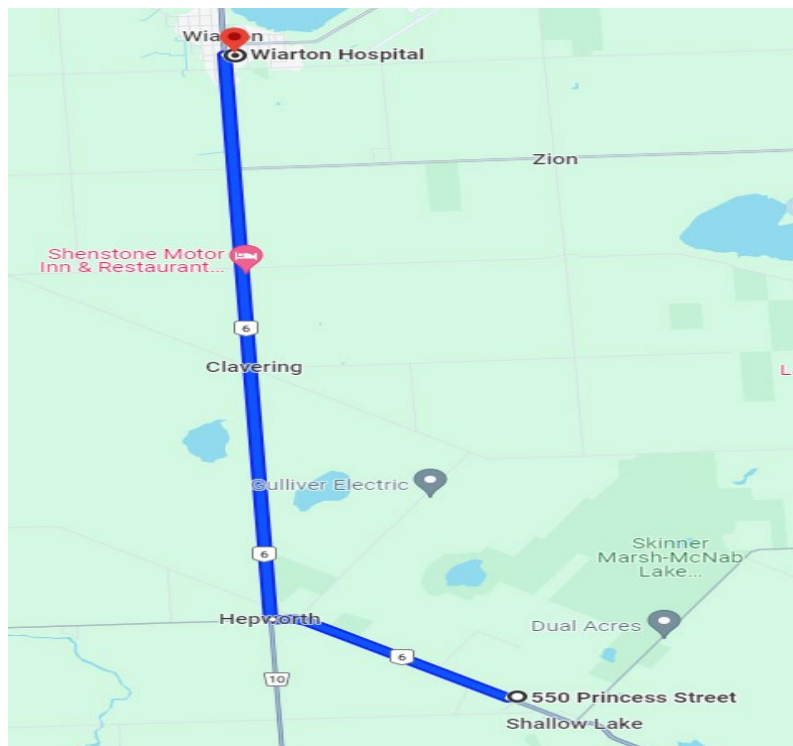 Wiarton
Wiarton Hospital
Zion
Shenstone Motor
Inn & Restaurant...
6
Clavering
L
Gulliver Electric
6
Skinner
Marsh-McNab
Lake...
Hepworth
Dual Acres
6
10
550 Princess Street
Shallow Lake